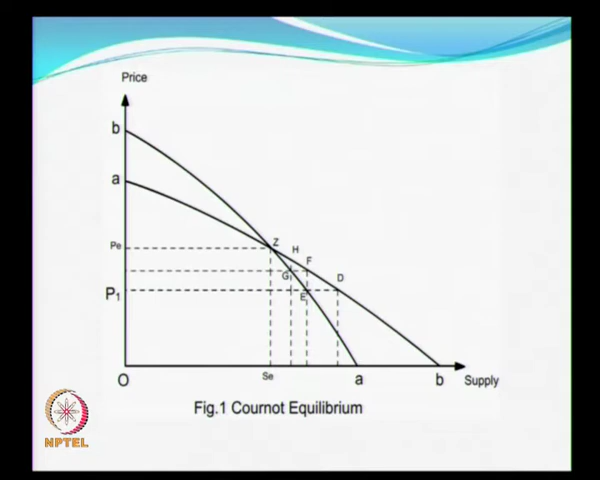 Price
b
a
Pe
Z
H
F
G
D
P1
E
O
Se
a
b
Supply
Fig.1 Cournot Equilibrium
NPTEL